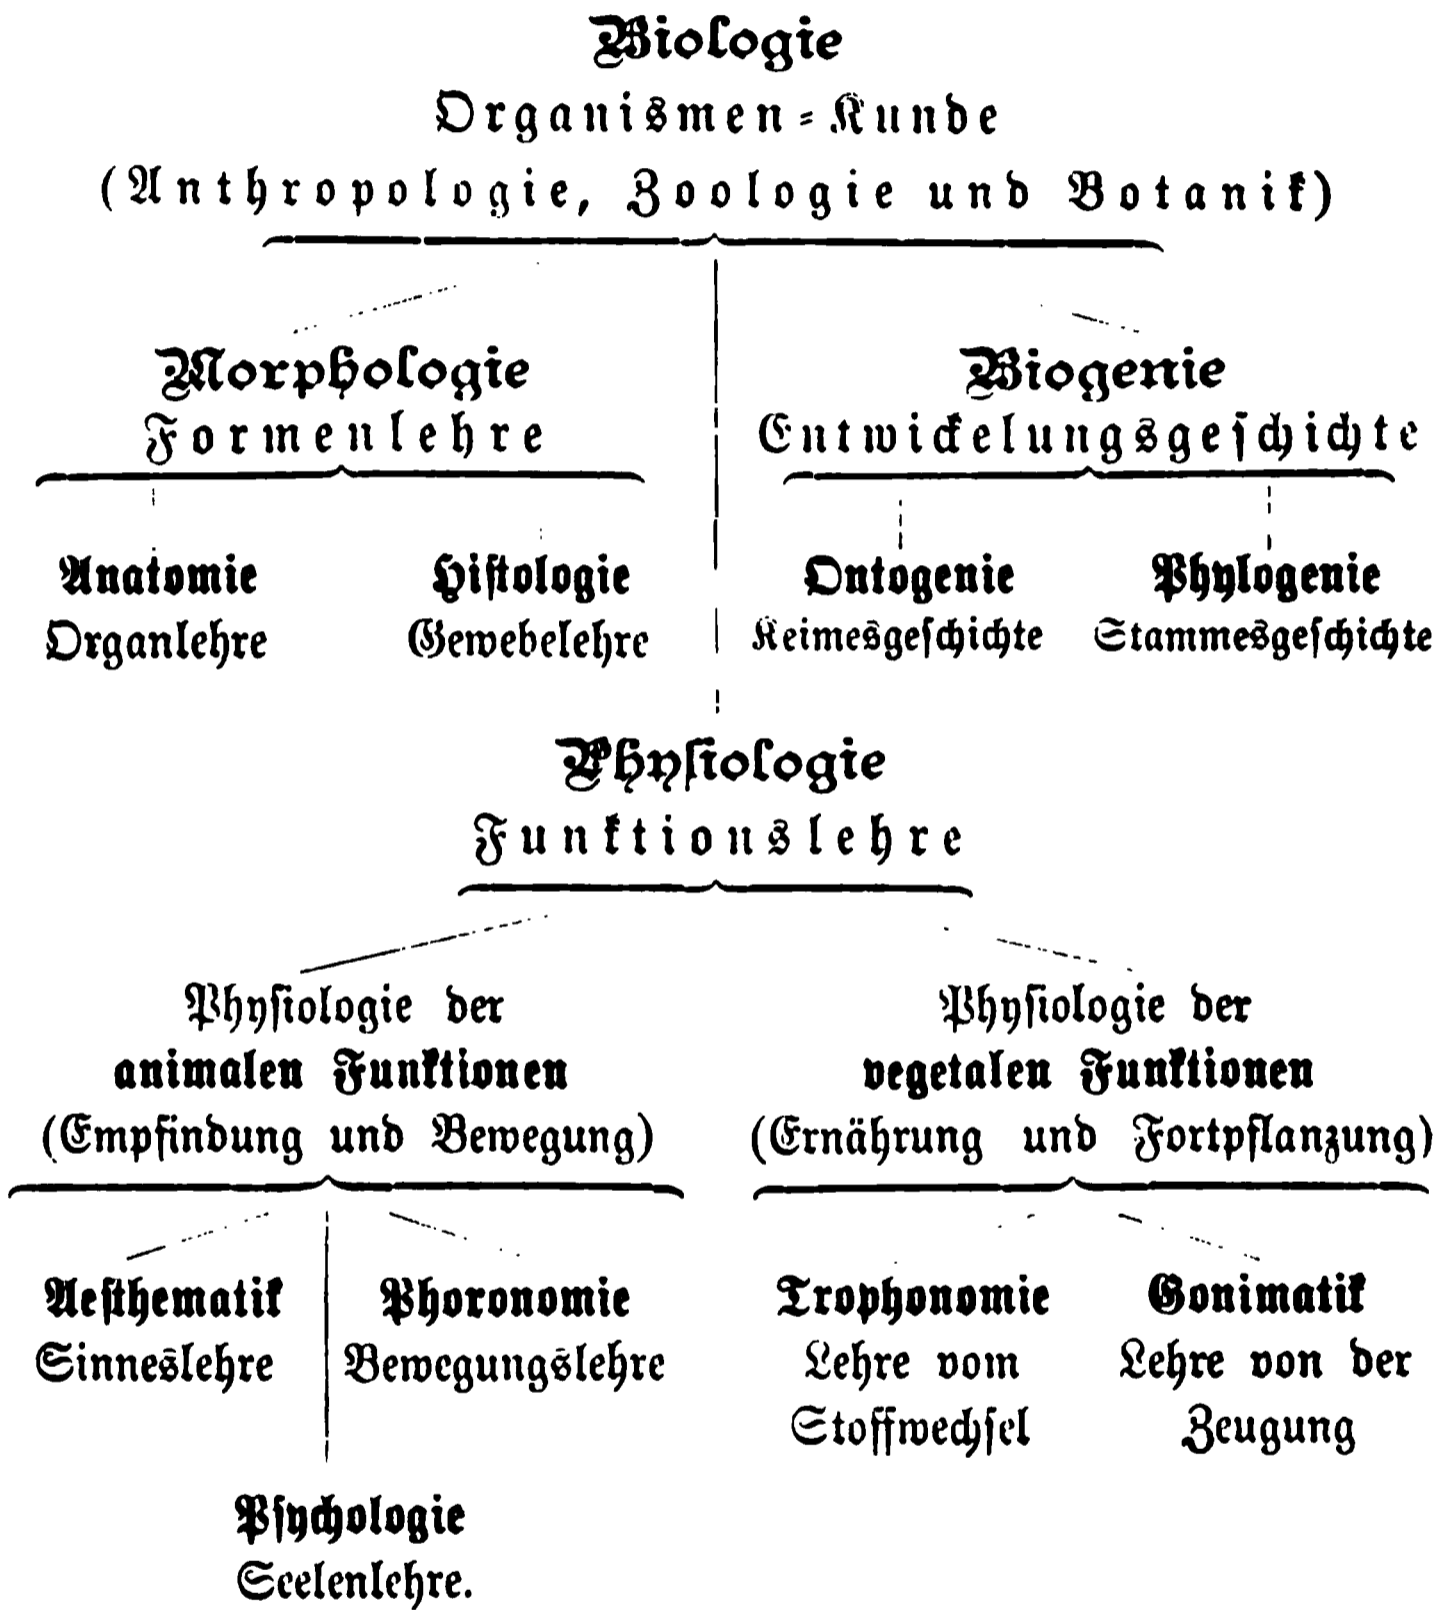 Biologie
Organismen-Kunde
(Anthropologie, Zoologie und Botanik)
Morphologie
Formenlehre
Biogenie
Entwickelungsgeſchichte
Anatomie
Organlehre
Hiſtologie
Gewebelehre
Ontogenie
Keimesgeſchichte
Phylogenie
Stammesgeſchichte
Phyſiologie
Funktionslehre
Phyſiologie der
animalen Funktionen
(Empfindung und Bewegung)
Phyſiologie der
vegetalen Funktionen
(Ernährung und Fortpflanzung)
Aeſthematik
Sinneslehre
Phoronomie
Bewegungslehre
Trophonomie
Lehre vom
Stoffwechſel
Gonimatik
Lehre von der
Zeugung
Pſychologie
Seelenlehre.